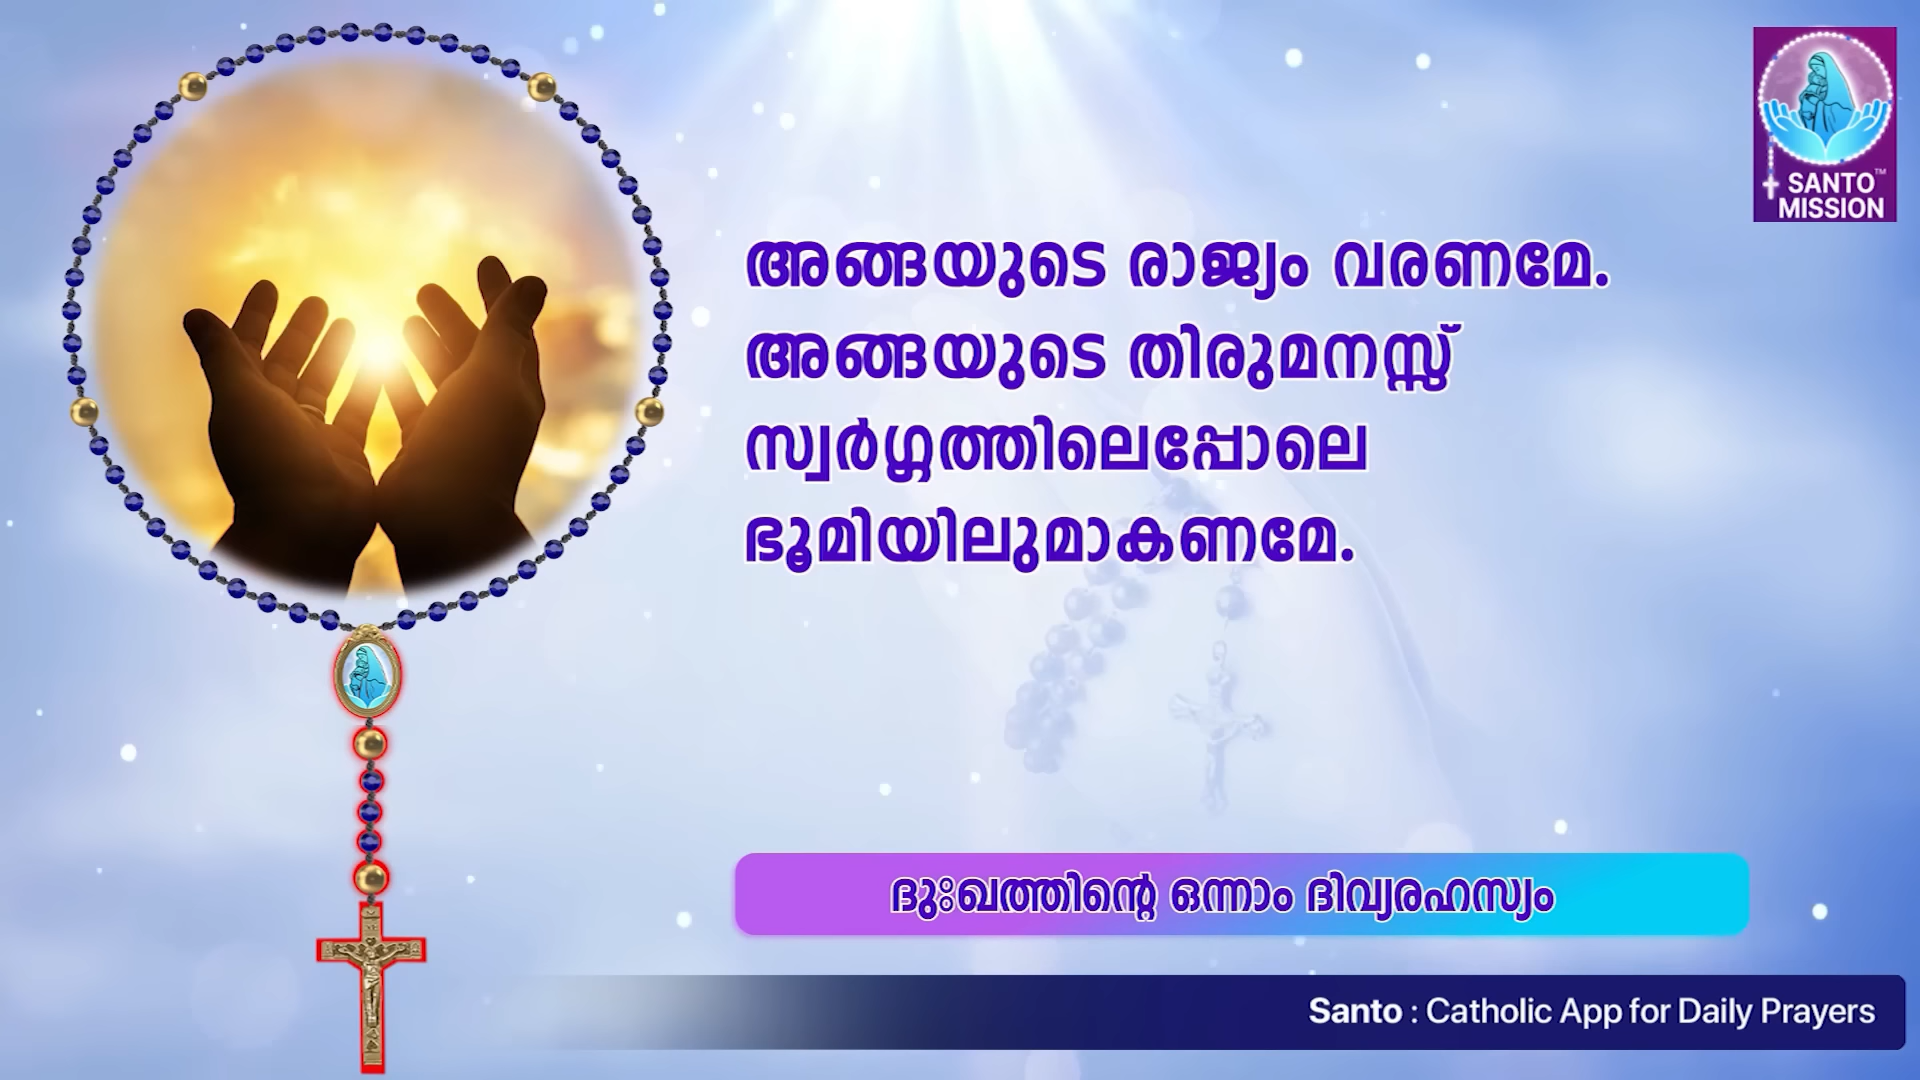 SANTO™
MISSION
അങ്ങയുടെ രാജ്യം വരണമേ.
അങ്ങയുടെ തിരുമനസ്സ്
സ്വർഗ്ഗത്തിലെപ്പോലെ
ഭൂമിയിലുമാകണമേ.
ദുഃഖത്തിന്റെ ഒന്നാം ദിവ്യരഹസ്യം
Santo : Catholic App for Daily Prayers